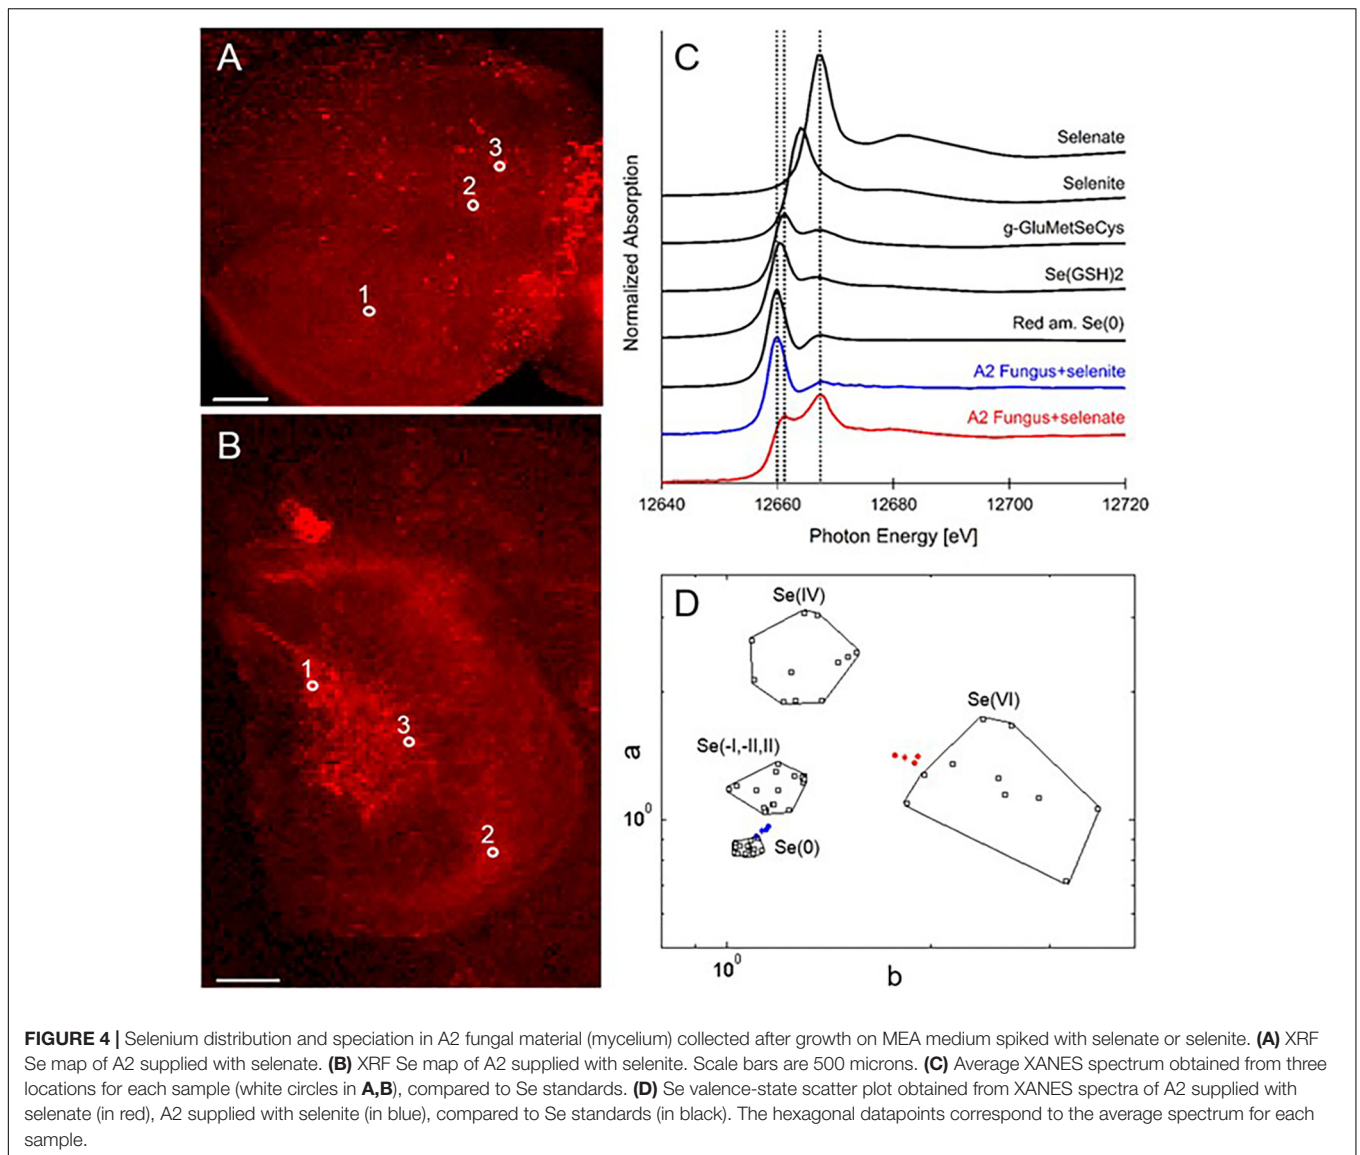 A
3
2
1
B
1
3
2
C
Normalized Absorption
Selenate
Selenite
g-GluMetSeCys
Se(GSH)2
Red am. Se(0)
A2 Fungus+selenite
A2 Fungus+selenate
12640 12660 12680 12700 12720
Photon Energy [eV]
D
Se(IV)
Se(VI)
Se(-I,-II,II)
a
10⁰
Se(0)
10⁰
b
FIGURE 4 | Selenium distribution and speciation in A2 fungal material (mycelium) collected after growth on MEA medium spiked with selenate or selenite. (A) XRF
Se map of A2 supplied with selenate. (B) XRF Se map of A2 supplied with selenite. Scale bars are 500 microns. (C) Average XANES spectrum obtained from three
locations for each sample (white circles in A,B), compared to Se standards. (D) Se valence-state scatter plot obtained from XANES spectra of A2 supplied with
selenate (in red), A2 supplied with selenite (in blue), compared to Se standards (in black). The hexagonal datapoints correspond to the average spectrum for each
sample.